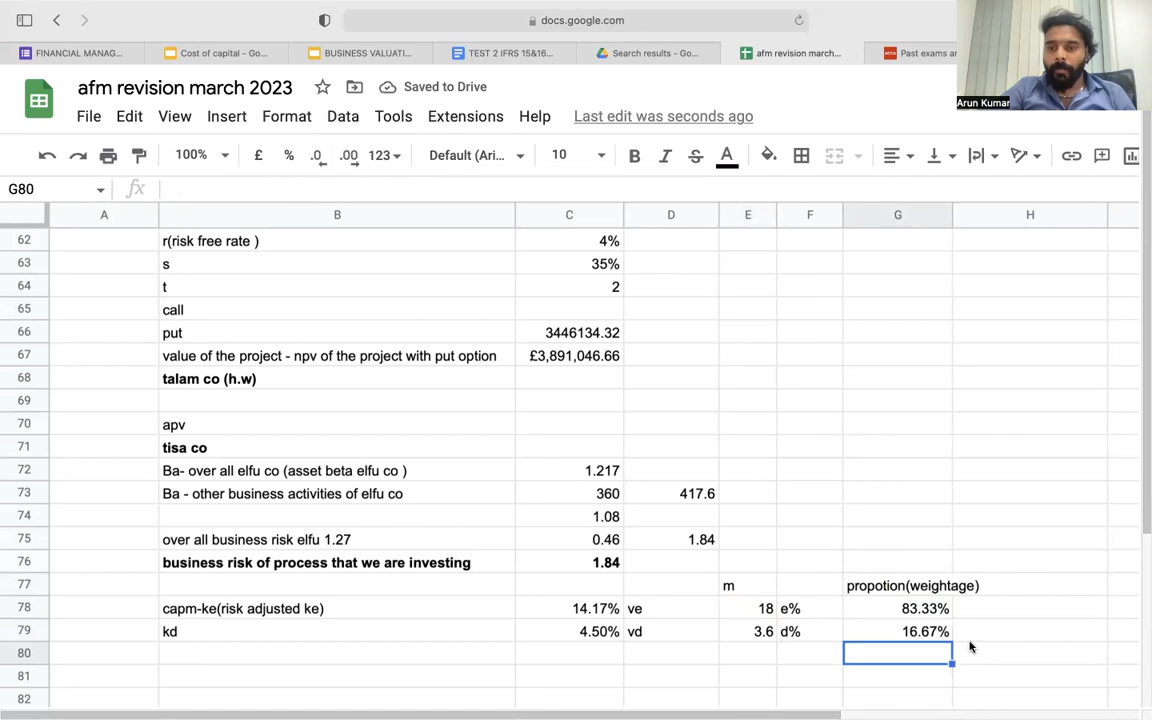 docs.google.com
FINANCIAL MANAG...
Cost of capital - Go...
BUSINESS VALUATI...
TEST 2 IFRS 15&16...
Search results - Go...
afm revision march...
ACCA
Past exams ar
Arun Kumar
afm revision march 2023
Saved to Drive
File Edit View Insert Format Data Tools Extensions Help Last edit was seconds ago
100% £ % .0 .00 123 Default (Ari... 10 B I S A
G80 fx
A B C D E F G H
62 r(risk free rate ) 4%
63 s 35%
64 t 2
65 call
66 put 3446134.32
67 value of the project - npv of the project with put option £3,891,046.66
68 talam co (h.w)
69
70 apv
71 tisa co
72 Ba- over all elfu co (asset beta elfu co ) 1.217
73 Ba - other business activities of elfu co 360 417.6
74 1.08
75 over all business risk elfu 1.27 0.46 1.84
76 business risk of process that we are investing 1.84
77 m propotion(weightage)
78 capm-ke(risk adjusted ke) 14.17% ve 18 e% 83.33%
79 kd 4.50% vd 3.6 d% 16.67%
80
81
82